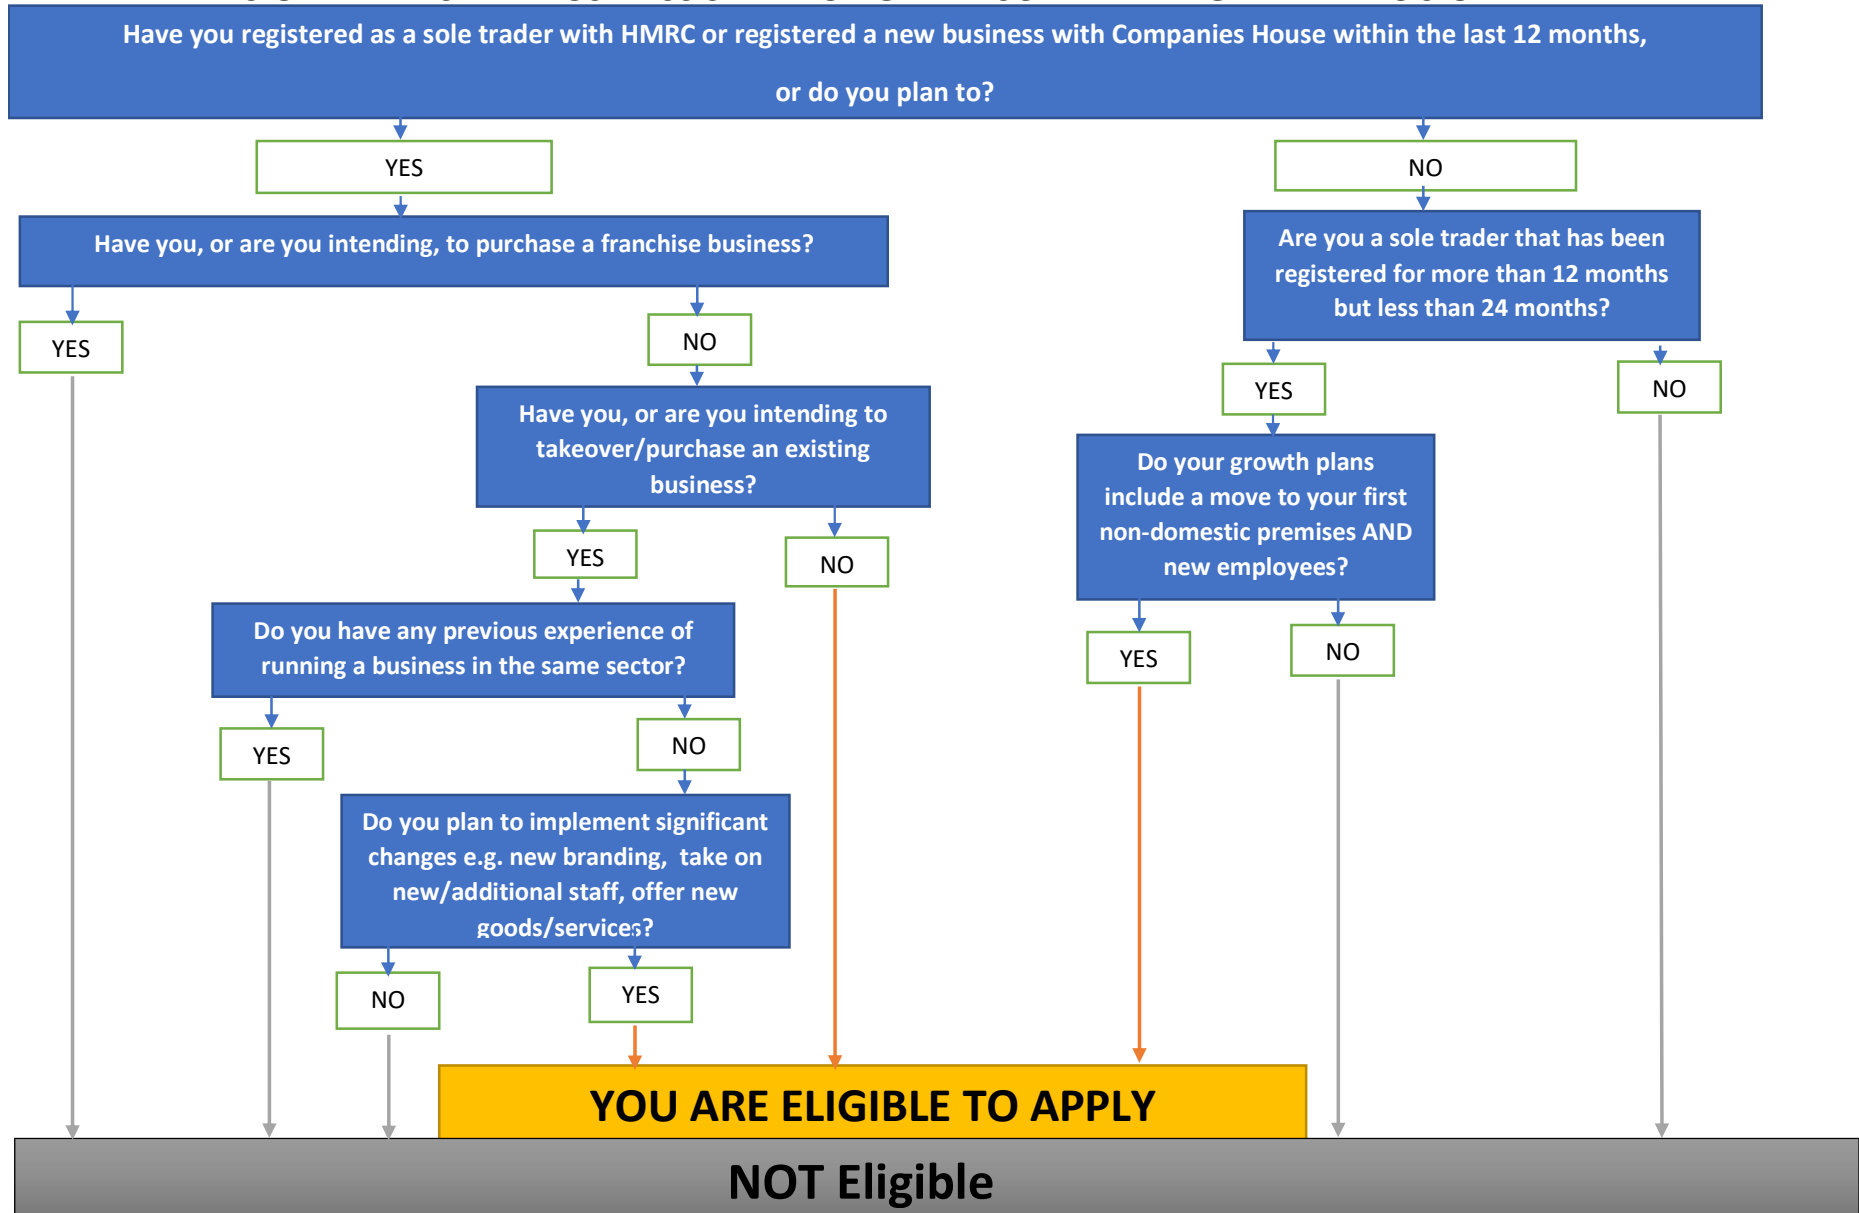 Have you registered as a sole trader with HMRC or registered a new business with Companies House within the last 12 months,
or do you plan to?
YES
NO
Have you, or are you intending, to purchase a franchise business?
Are you a sole trader that has been
registered for more than 12 months
but less than 24 months?
YES
NO
YES
NO
Have you, or are you intending to
takeover/purchase an existing
business?
Do your growth plans
include a move to your first
non-domestic premises AND
new employees?
YES
NO
Do you have any previous experience of
running a business in the same sector?
YES
NO
YES
NO
Do you plan to implement significant
changes e.g. new branding, take on
new/additional staff, offer new
goods/services?
NO
YES
YOU ARE ELIGIBLE TO APPLY
NOT Eligible